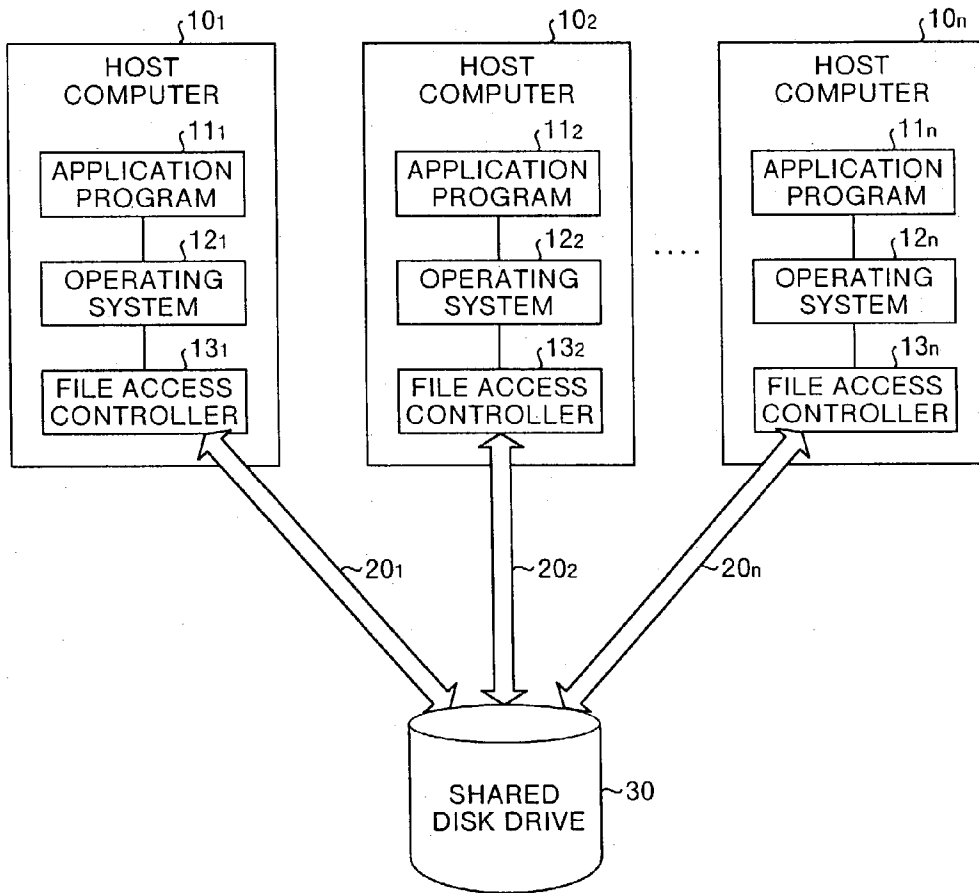 10₁
HOST
COMPUTER
11₁
APPLICATION
PROGRAM
12₁
OPERATING
SYSTEM
13₁
FILE ACCESS
CONTROLLER
10₂
HOST
COMPUTER
11₂
APPLICATION
PROGRAM
12₂
OPERATING
SYSTEM
13₂
FILE ACCESS
CONTROLLER
....
10n
HOST
COMPUTER
11n
APPLICATION
PROGRAM
12n
OPERATING
SYSTEM
13n
FILE ACCESS
CONTROLLER
20₁
20₂
20n
SHARED
DISK DRIVE
30